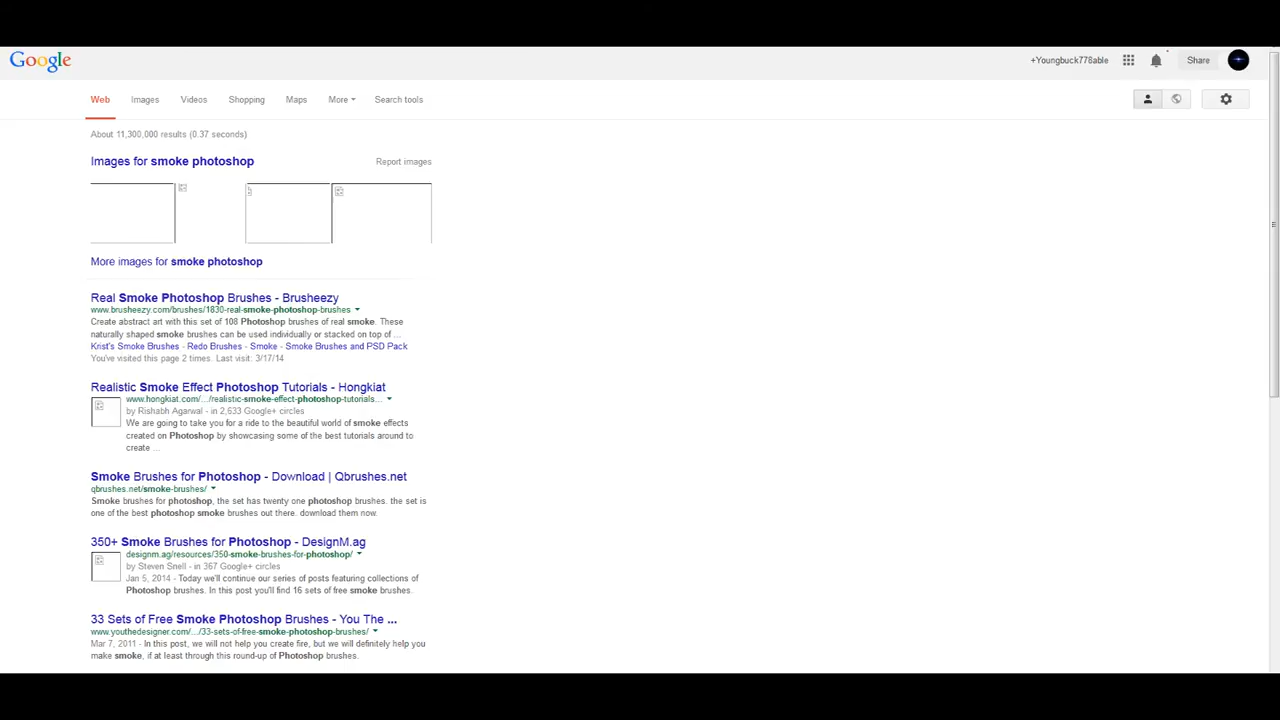 Google
+Youngbuck778able
Share
Web Images Videos Shopping Maps More Search tools
About 11,300,000 results (0.37 seconds)
Images for smoke photoshop
Report images
More images for smoke photoshop
Real Smoke Photoshop Brushes - Brusheezy
www.brusheezy.com/brushes/1830-real-smoke-photoshop-brushes
Create abstract art with this set of 108 Photoshop brushes of real smoke. These
naturally shaped smoke brushes can be used individually or stacked on top of ...
Krist's Smoke Brushes - Redo Brushes - Smoke - Smoke Brushes and PSD Pack
You've visited this page 2 times. Last visit: 3/17/14
Realistic Smoke Effect Photoshop Tutorials - Hongkiat
www.hongkiat.com/.../realistic-smoke-effect-photoshop-tutorials...
by Rishabh Agarwal - in 2,633 Google+ circles
We are going to take you for a ride to the beautiful world of smoke effects
created on Photoshop by showcasing some of the best tutorials around to
create ...
Smoke Brushes for Photoshop - Download | Qbrushes.net
qbrushes.net/smoke-brushes/
Smoke brushes for photoshop, the set has twenty one photoshop brushes. the set is
one of the best photoshop smoke brushes out there. download them now.
350+ Smoke Brushes for Photoshop - DesignM.ag
designm.ag/resources/350-smoke-brushes-for-photoshop/
by Steven Snell - in 367 Google+ circles
Jan 5, 2014 - Today we'll continue our series of posts featuring collections of
Photoshop brushes. In this post you'll find 16 sets of free smoke brushes.
33 Sets of Free Smoke Photoshop Brushes - You The ...
www.youthedesigner.com/.../33-sets-of-free-smoke-photoshop-brushes/
Mar 7, 2011 - In this post, we will not help you create fire, but we will definitely help you
make smoke, if at least through this round-up of Photoshop brushes.